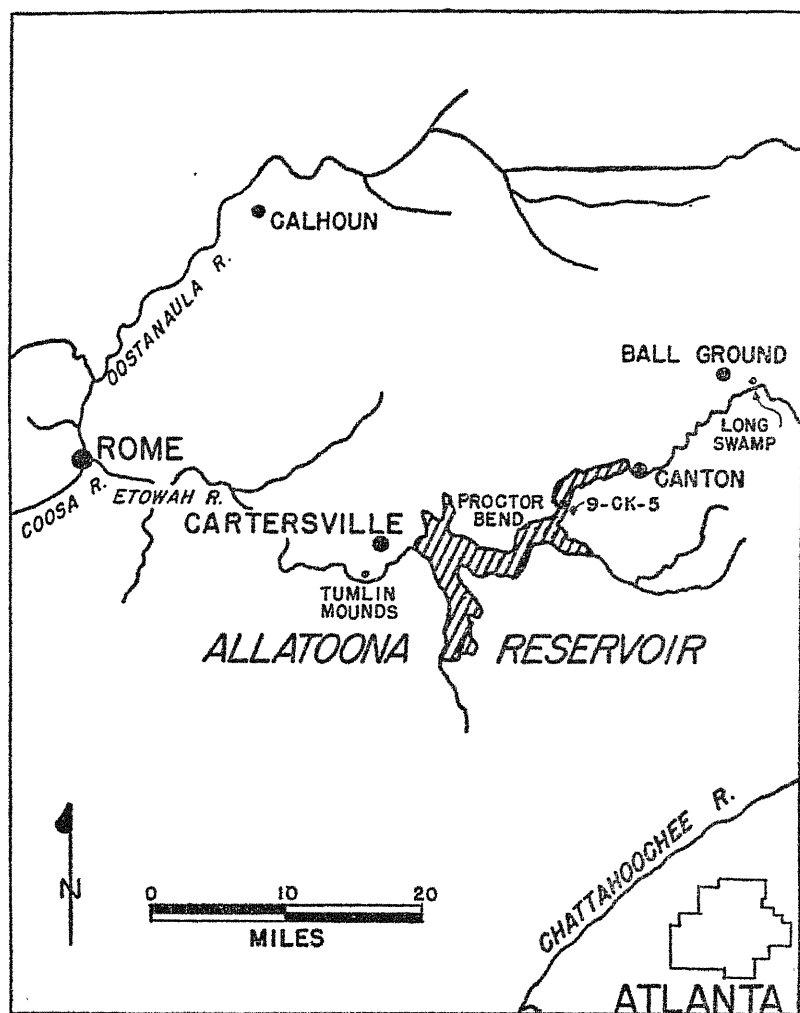 CALHOUN
OOSTANAULA R.
BALL GROUND
LONG
SWAMP
ROME
CANTON
COOSA R.
ETOWAH R.
PROCTOR
BEND
9-CK-5
CARTERSVILLE
TUMLIN
MOUNDS
ALLATOONA RESERVOIR
CHATTAHOOCHEE R.
N
0 10 20
MILES
ATLANTA